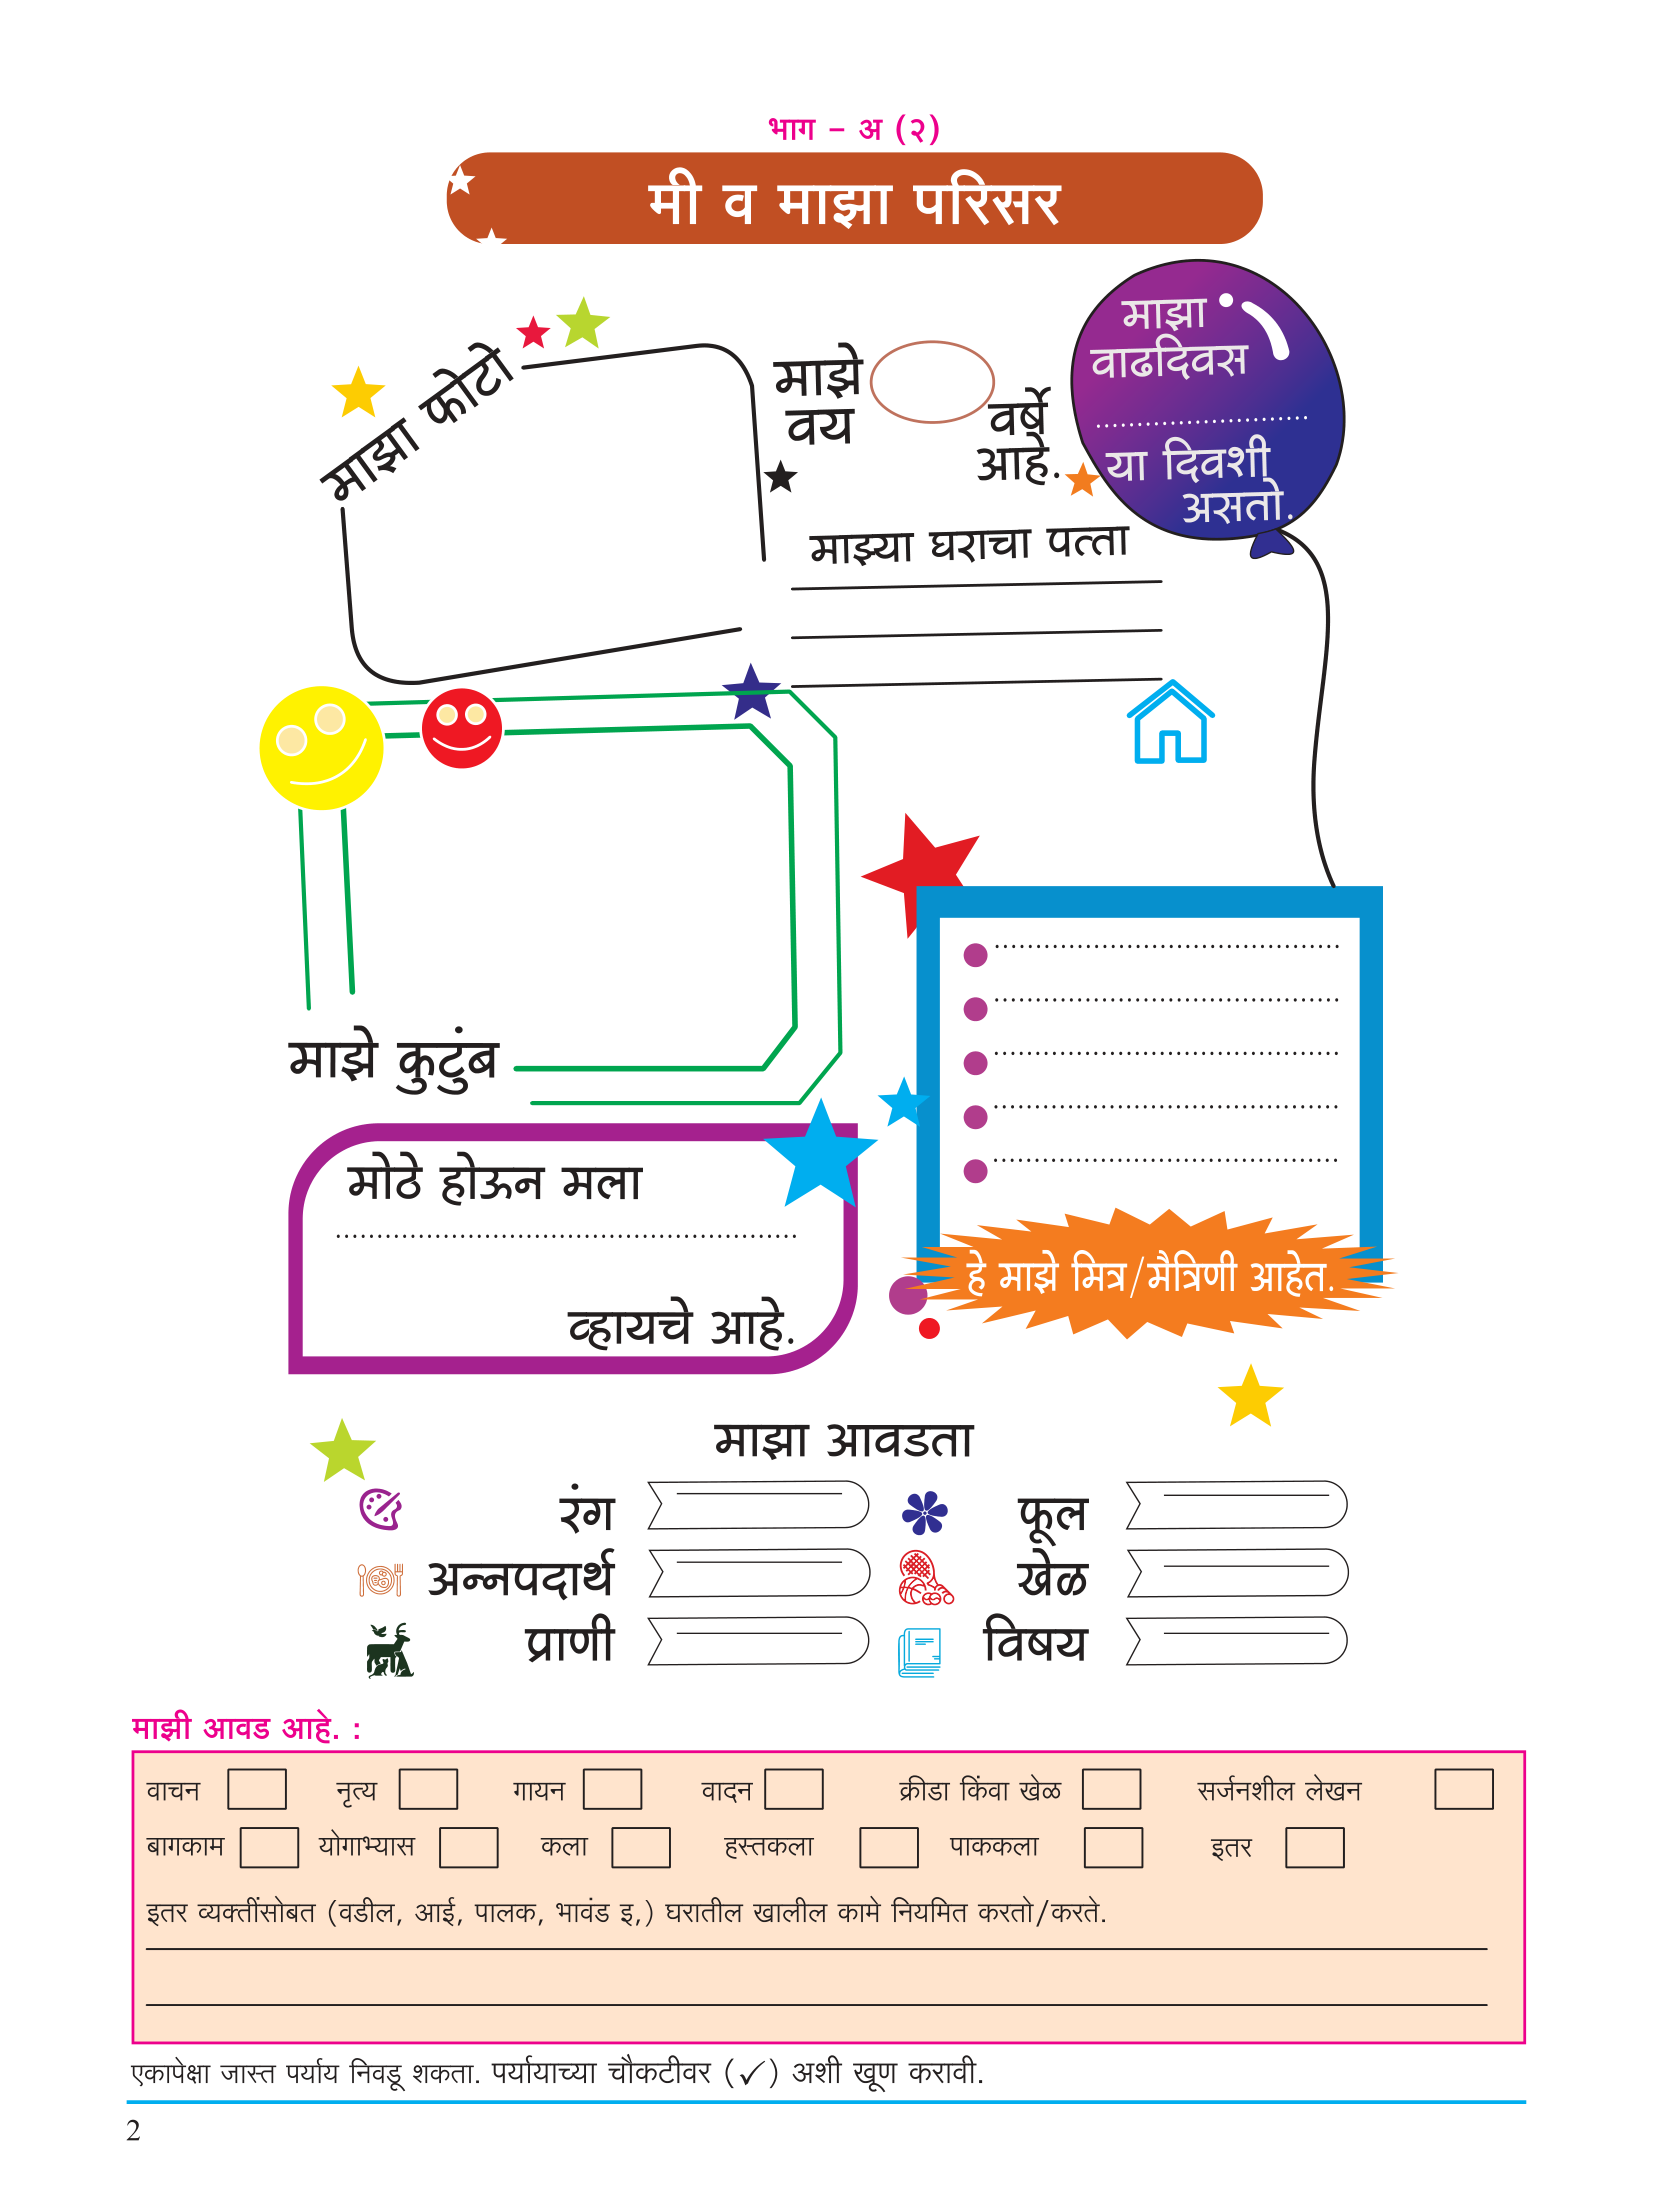 भाग – अ (२)
मी व माझा परिसर
माझा फोटो
माझे
वय
वर्षे
आहे.
माझा
वाढदिवस
या दिवशी
असतो.
माझ्या घराचा पत्ता
माझे कुटुंब
हे माझे मित्र/मैत्रिणी आहेत.
मोठे होऊन मला
व्हायचे आहे.
माझा आवडता
रंग फूल
अन्नपदार्थ खेळ
प्राणी विषय
माझी आवड आहे. :
वाचन नृत्य गायन वादन क्रीडा किंवा खेळ सर्जनशील लेखन
बागकाम योगाभ्यास कला हस्तकला पाककला इतर
इतर व्यक्तींसोबत (वडील, आई, पालक, भावंड इ,) घरातील खालील कामे नियमित करतो/करते.
एकापेक्षा जास्त पर्याय निवडू शकता. पर्यायाच्या चौकटीवर (✓) अशी खूण करावी.
2